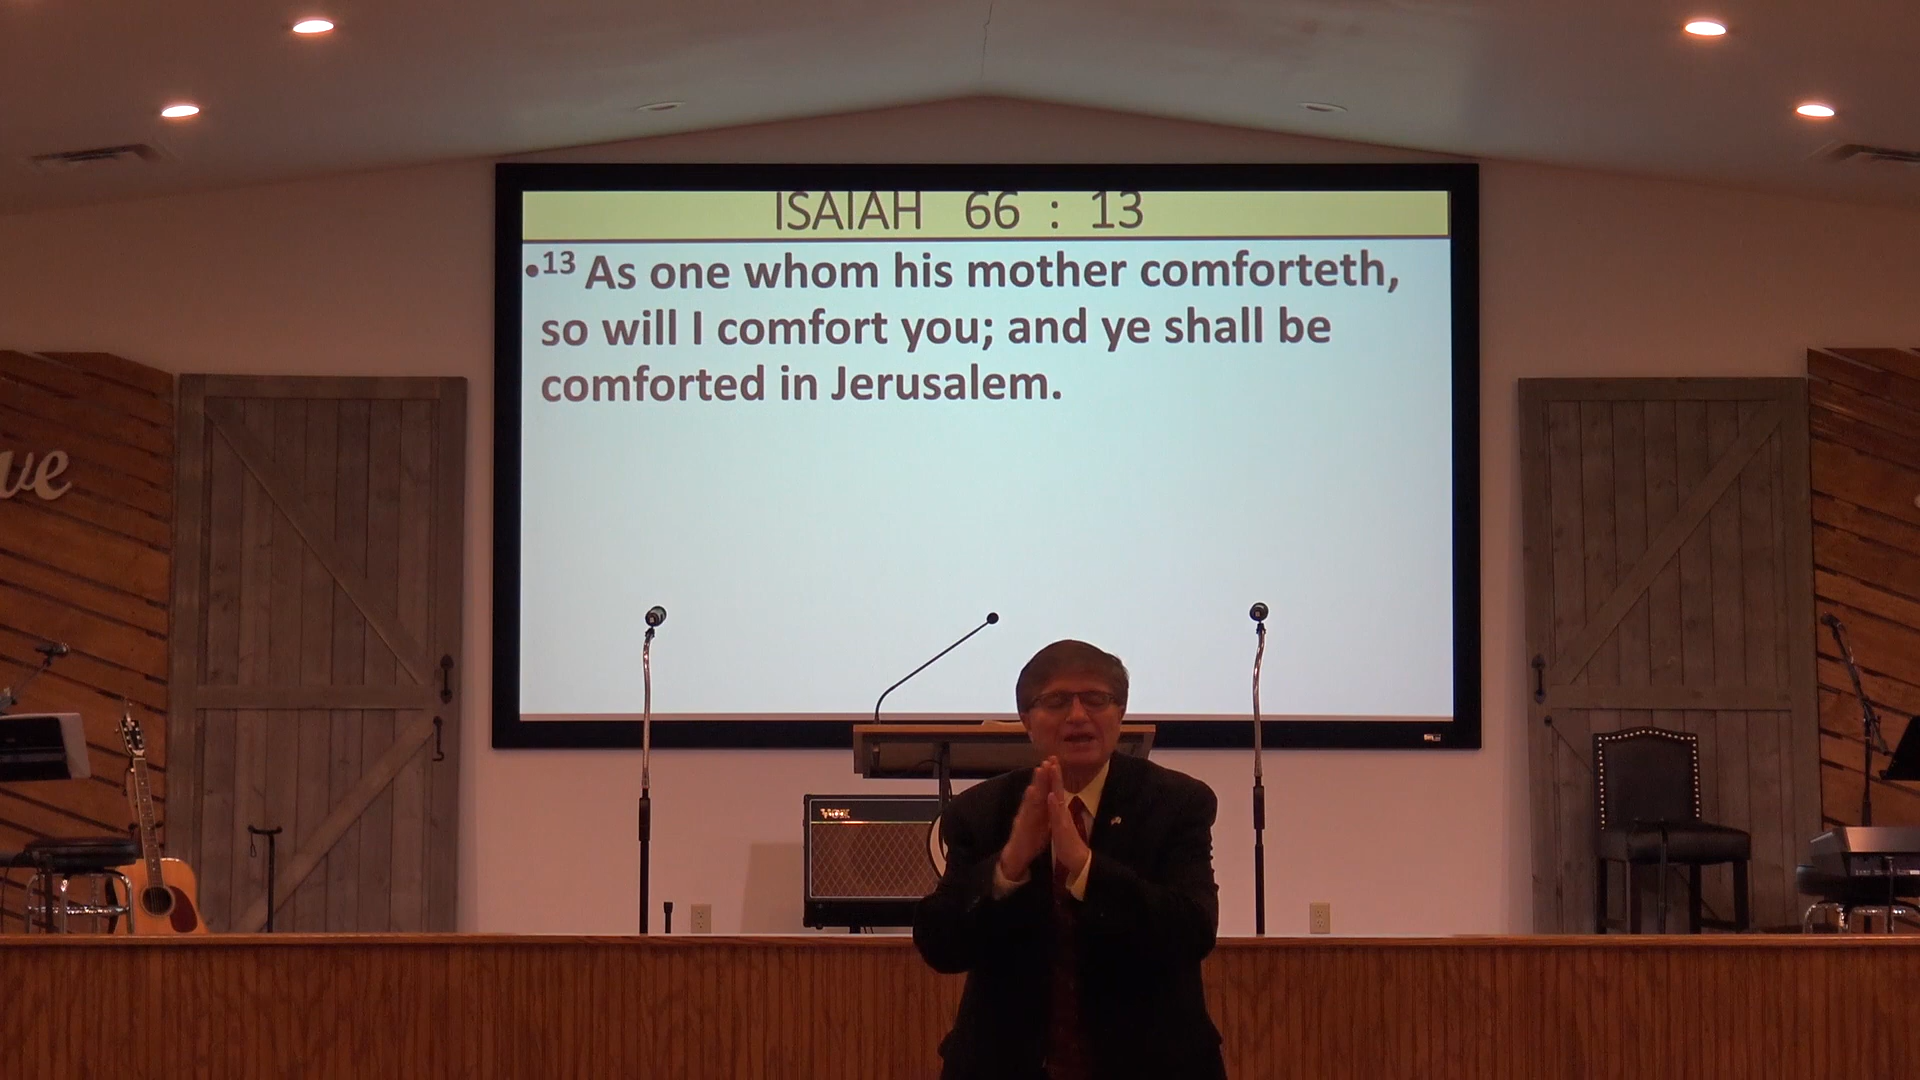 ISAIAH 66 : 13
•13 As one whom his mother comforteth,
so will I comfort you; and ye shall be
comforted in Jerusalem.
ve
VOX